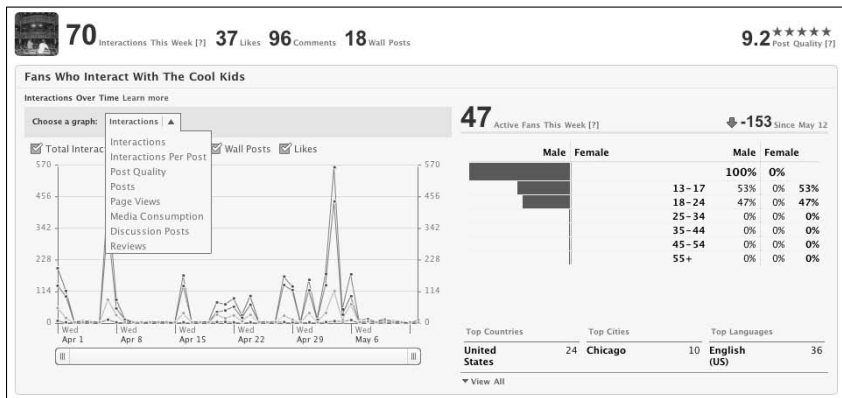 70 Interactions This Week [?] 37 Likes 96 Comments 18 Wall Posts
9.2 ★★★★★
Post Quality [?]
Fans Who Interact With The Cool Kids
Interactions Over Time Learn more
Choose a graph: Interactions ▲
Interactions
Interactions Per Post
Post Quality
Posts
Page Views
Media Consumption
Discussion Posts
Reviews
Total Interac
Wall Posts
Likes
570 570
456 456
342 342
228 228
114 114
0 0
Wed Wed Wed Wed Wed Wed
Apr 1 Apr 8 Apr 15 Apr 22 Apr 29 May 6
47 Active Fans This Week [?]
-153 Since May 12
Male Female Male Female
100% 0%
13-17 53% 0% 53%
18-24 47% 0% 47%
25-34 0% 0% 0%
35-44 0% 0% 0%
45-54 0% 0% 0%
55+ 0% 0% 0%
Top Countries Top Cities Top Languages
United States 24 Chicago 10 English (US) 36
▼ View All